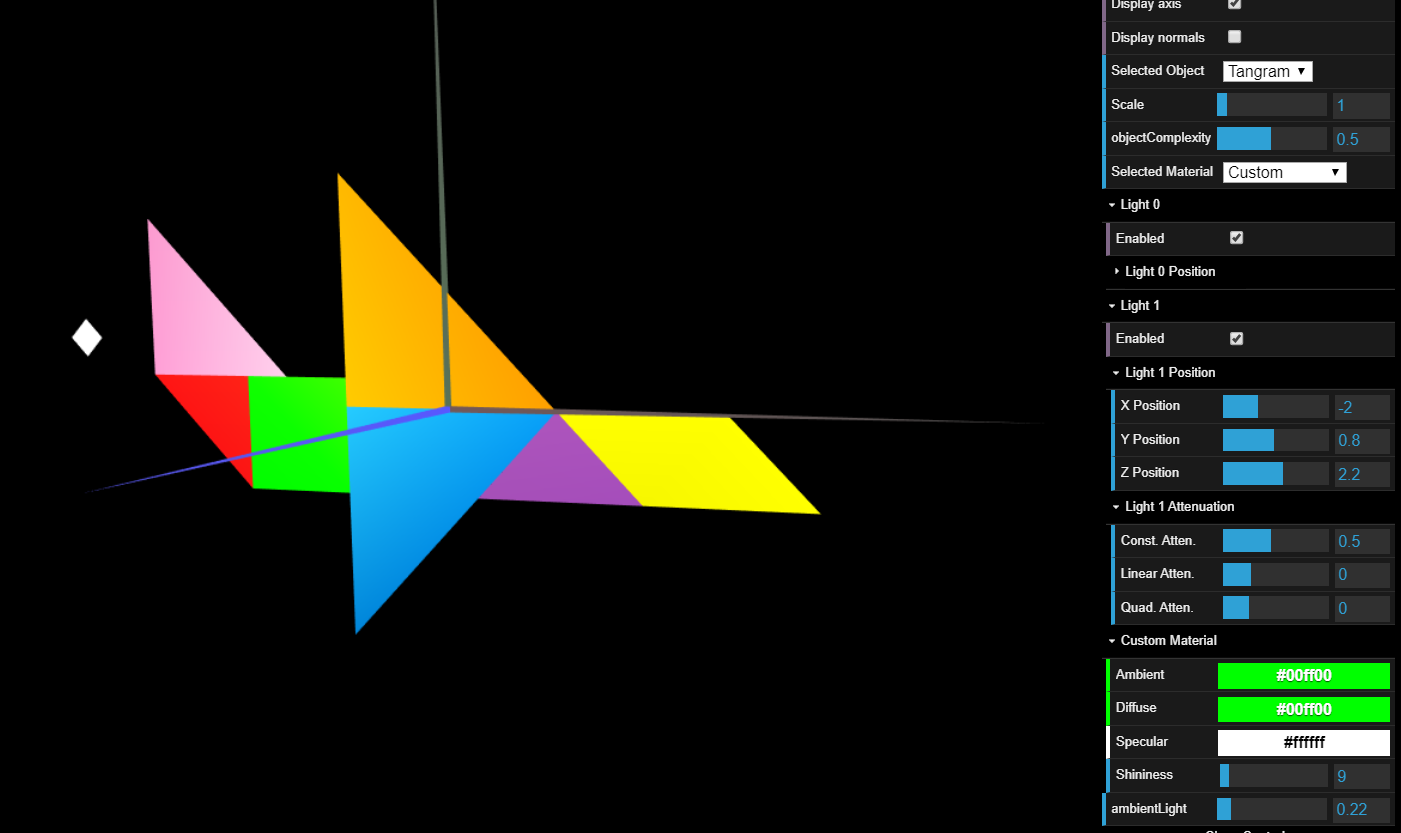 Display axis
Display normals
Selected Object Tangram
Scale 1
objectComplexity 0.5
Selected Material Custom
Light 0
Enabled
Light 0 Position
Light 1
Enabled
Light 1 Position
X Position -2
Y Position 0.8
Z Position 2.2
Light 1 Attenuation
Const. Atten. 0.5
Linear Atten. 0
Quad. Atten. 0
Custom Material
Ambient #00ff00
Diffuse #00ff00
Specular #ffffff
Shininess 9
ambientLight 0.22